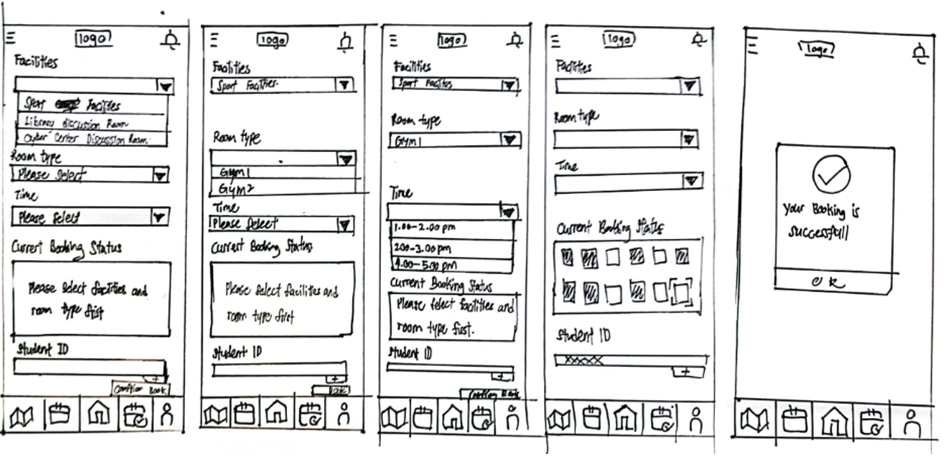 logo
Facilities
Sport Facilities
Library Discussion Room
Cyber Center Discussion Room
Room type
Please Select
Time
Please Select
Current Booking Status
Please select facilities and
room type first
Student ID
+
Confirm Book
logo
Facilities
Sport Facilities
Room type
Gym1
Gym2
Time
Please Select
Current Booking Status
Please select facilities and
room type first
Student ID
+
logo
Facilities
Sport Facilities
Room type
Gym1
Time
1.00-2.00 pm
2.00-3.00 pm
4.00-5.00 pm
Current Booking Status
Please select facilities and
room type first.
Student ID
+
logo
Facilities
Room type
Time
Current Booking Status
Student ID
xxxxx
+
logo
Your Booking is
successfull
OK